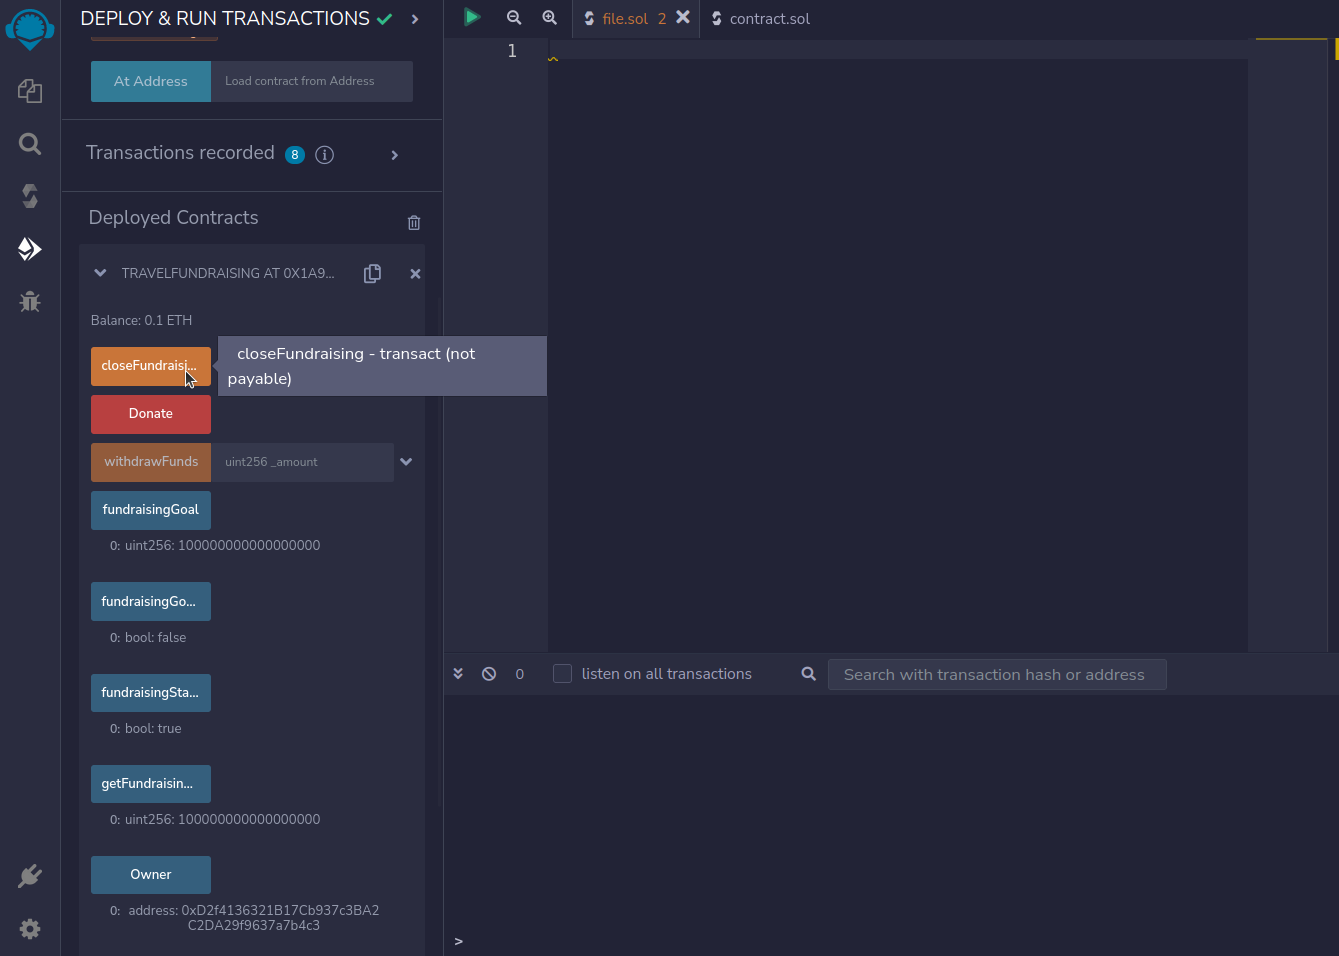 DEPLOY & RUN TRANSACTIONS
At Address
Load contract from Address
Transactions recorded 8
Deployed Contracts
TRAVELFUNDRAISING AT 0X1A9...
Balance: 0.1 ETH
closeFundraisi...
closeFundraising - transact (not
payable)
Donate
withdrawFunds
uint256 _amount
fundraisingGoal
0: uint256: 100000000000000000
fundraisingGo...
0: bool: false
fundraisingSta...
0: bool: true
getFundraisin...
0: uint256: 100000000000000000
Owner
0: address: 0xD2f4136321B17Cb937c3BA2
C2DA29f9637a7b4c3
file.sol 2
contract.sol
1
0
listen on all transactions
Search with transaction hash or address
>